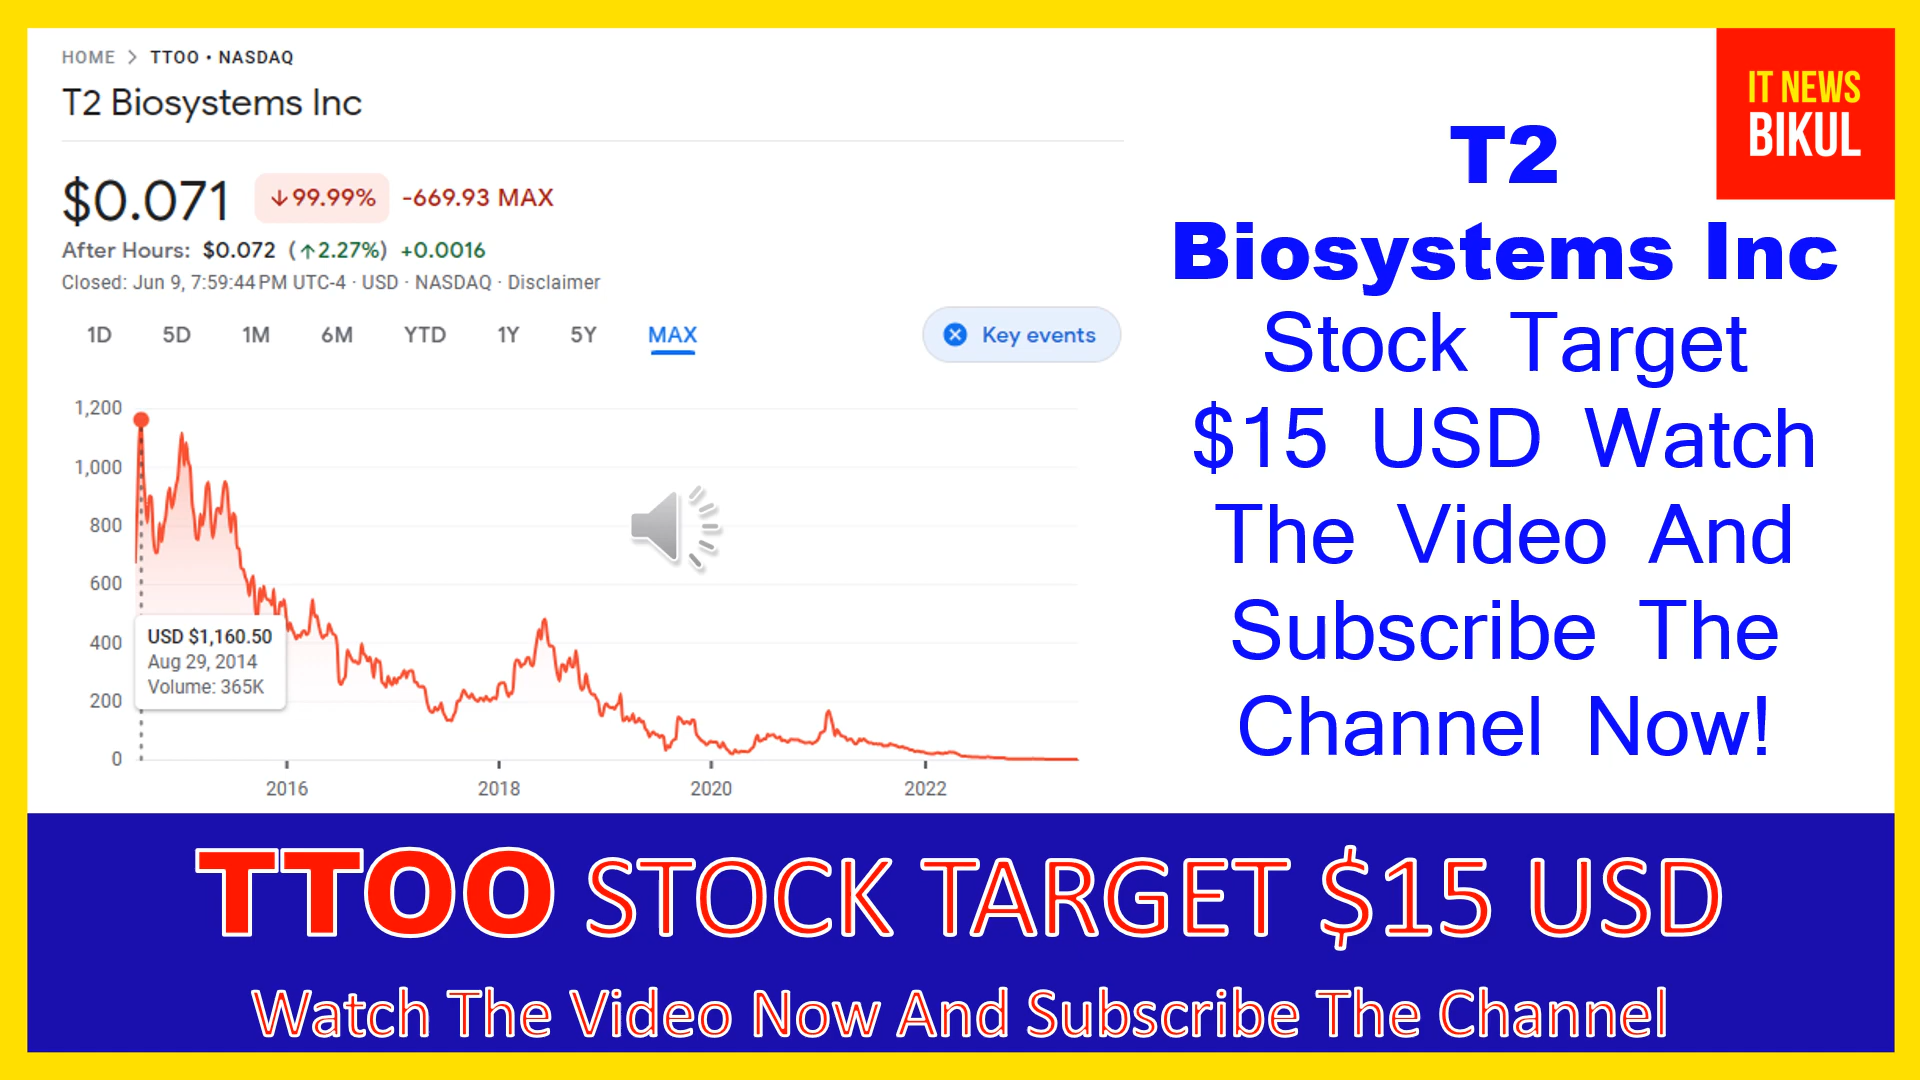 HOME > TTOO • NASDAQ
T2 Biosystems Inc
$0.071 ↓99.99% -669.93 MAX
After Hours: $0.072 (↑2.27%) +0.0016
Closed: Jun 9, 7:59:44 PM UTC-4 · USD · NASDAQ · Disclaimer
1D 5D 1M 6M YTD 1Y 5Y MAX
Key events
1,200
1,000
800
600
400
200
0
USD $1,160.50
Aug 29, 2014
Volume: 365K
2016 2018 2020 2022
IT NEWS
BIKUL
T2
Biosystems Inc
Stock Target
$15 USD Watch
The Video And
Subscribe The
Channel Now!
TTOO STOCK TARGET $15 USD
Watch The Video Now And Subscribe The Channel